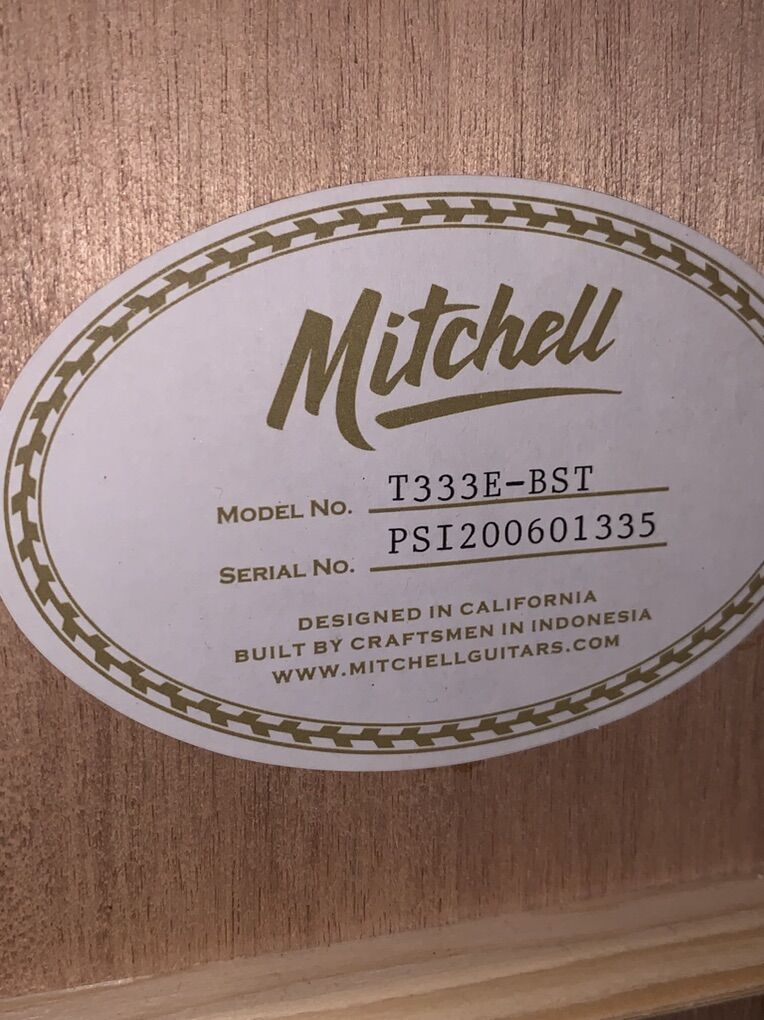 Mitchell
MODEL NO. T333E-BST
SERIAL NO. PSI200601335
DESIGNED IN CALIFORNIA
BUILT BY CRAFTSMEN IN INDONESIA
WWW.MITCHELLGUITARS.COM